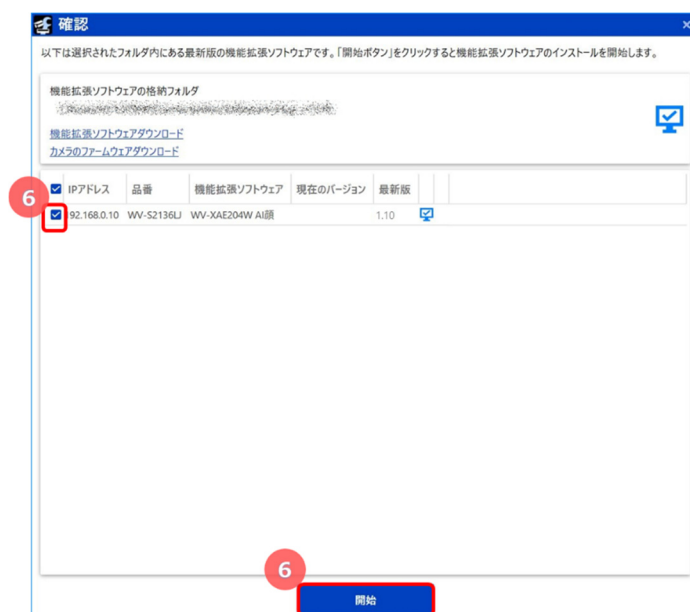 確認
以下は選択されたフォルダ内にある最新版の機能拡張ソフトウェアです。「開始ボタン」をクリックすると機能拡張ソフトウェアのインストールを開始します。
機能拡張ソフトウェアの格納フォルダ
機能拡張ソフトウェアダウンロード
カメラのファームウェアダウンロード
6
IPアドレス 品番 機能拡張ソフトウェア 現在のバージョン 最新版
92.168.0.10 WV-S2136LJ WV-XAE204W AI顔 1.10
6
開始